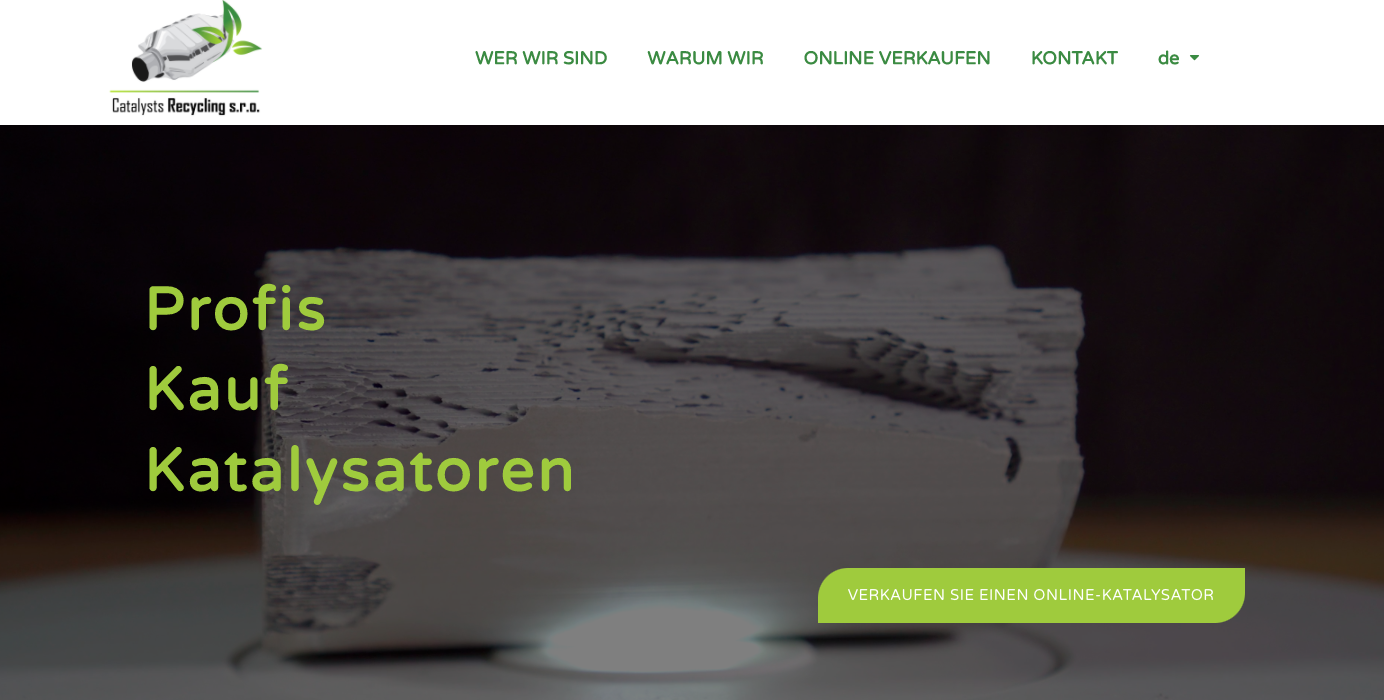 WER WIR SIND WARUM WIR ONLINE VERKAUFEN KONTAKT de
Catalysts Recycling s.r.o.
Profis
Kauf
Katalysatoren
VERKAUFEN SIE EINEN ONLINE-KATALYSATOR